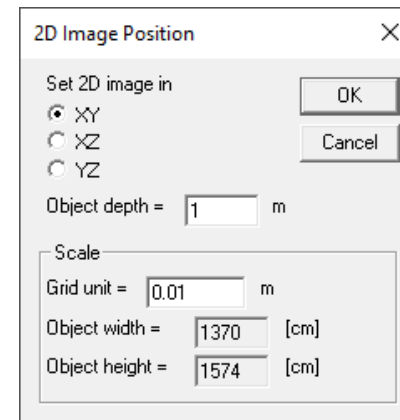 2D Image Position
Set 2D image in
OK
XY
XZ
Cancel
YZ
Object depth = 1 m
Scale
Grid unit = 0.01 m
Object width = 1370 [cm]
Object height = 1574 [cm]